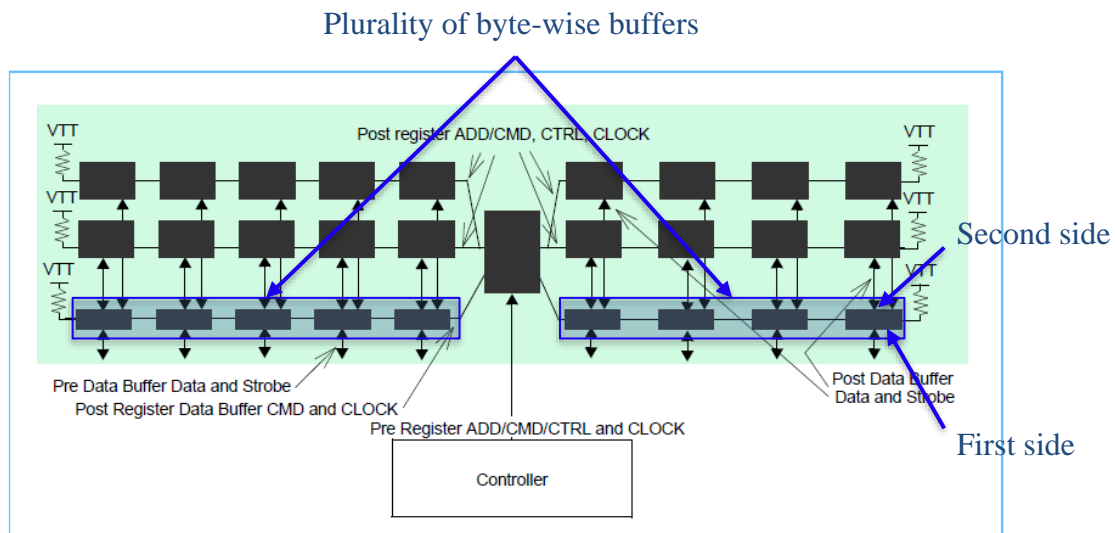 Plurality of byte-wise buffers
VTT
Post register ADD/CMD, CTRL, CLOCK
VTT
VTT
VTT
Second side
VTT
VTT
Pre Data Buffer Data and Strobe
Post Data Buffer
Data and Strobe
Post Register Data Buffer CMD and CLOCK
Pre Register ADD/CMD/CTRL and CLOCK
First side
Controller